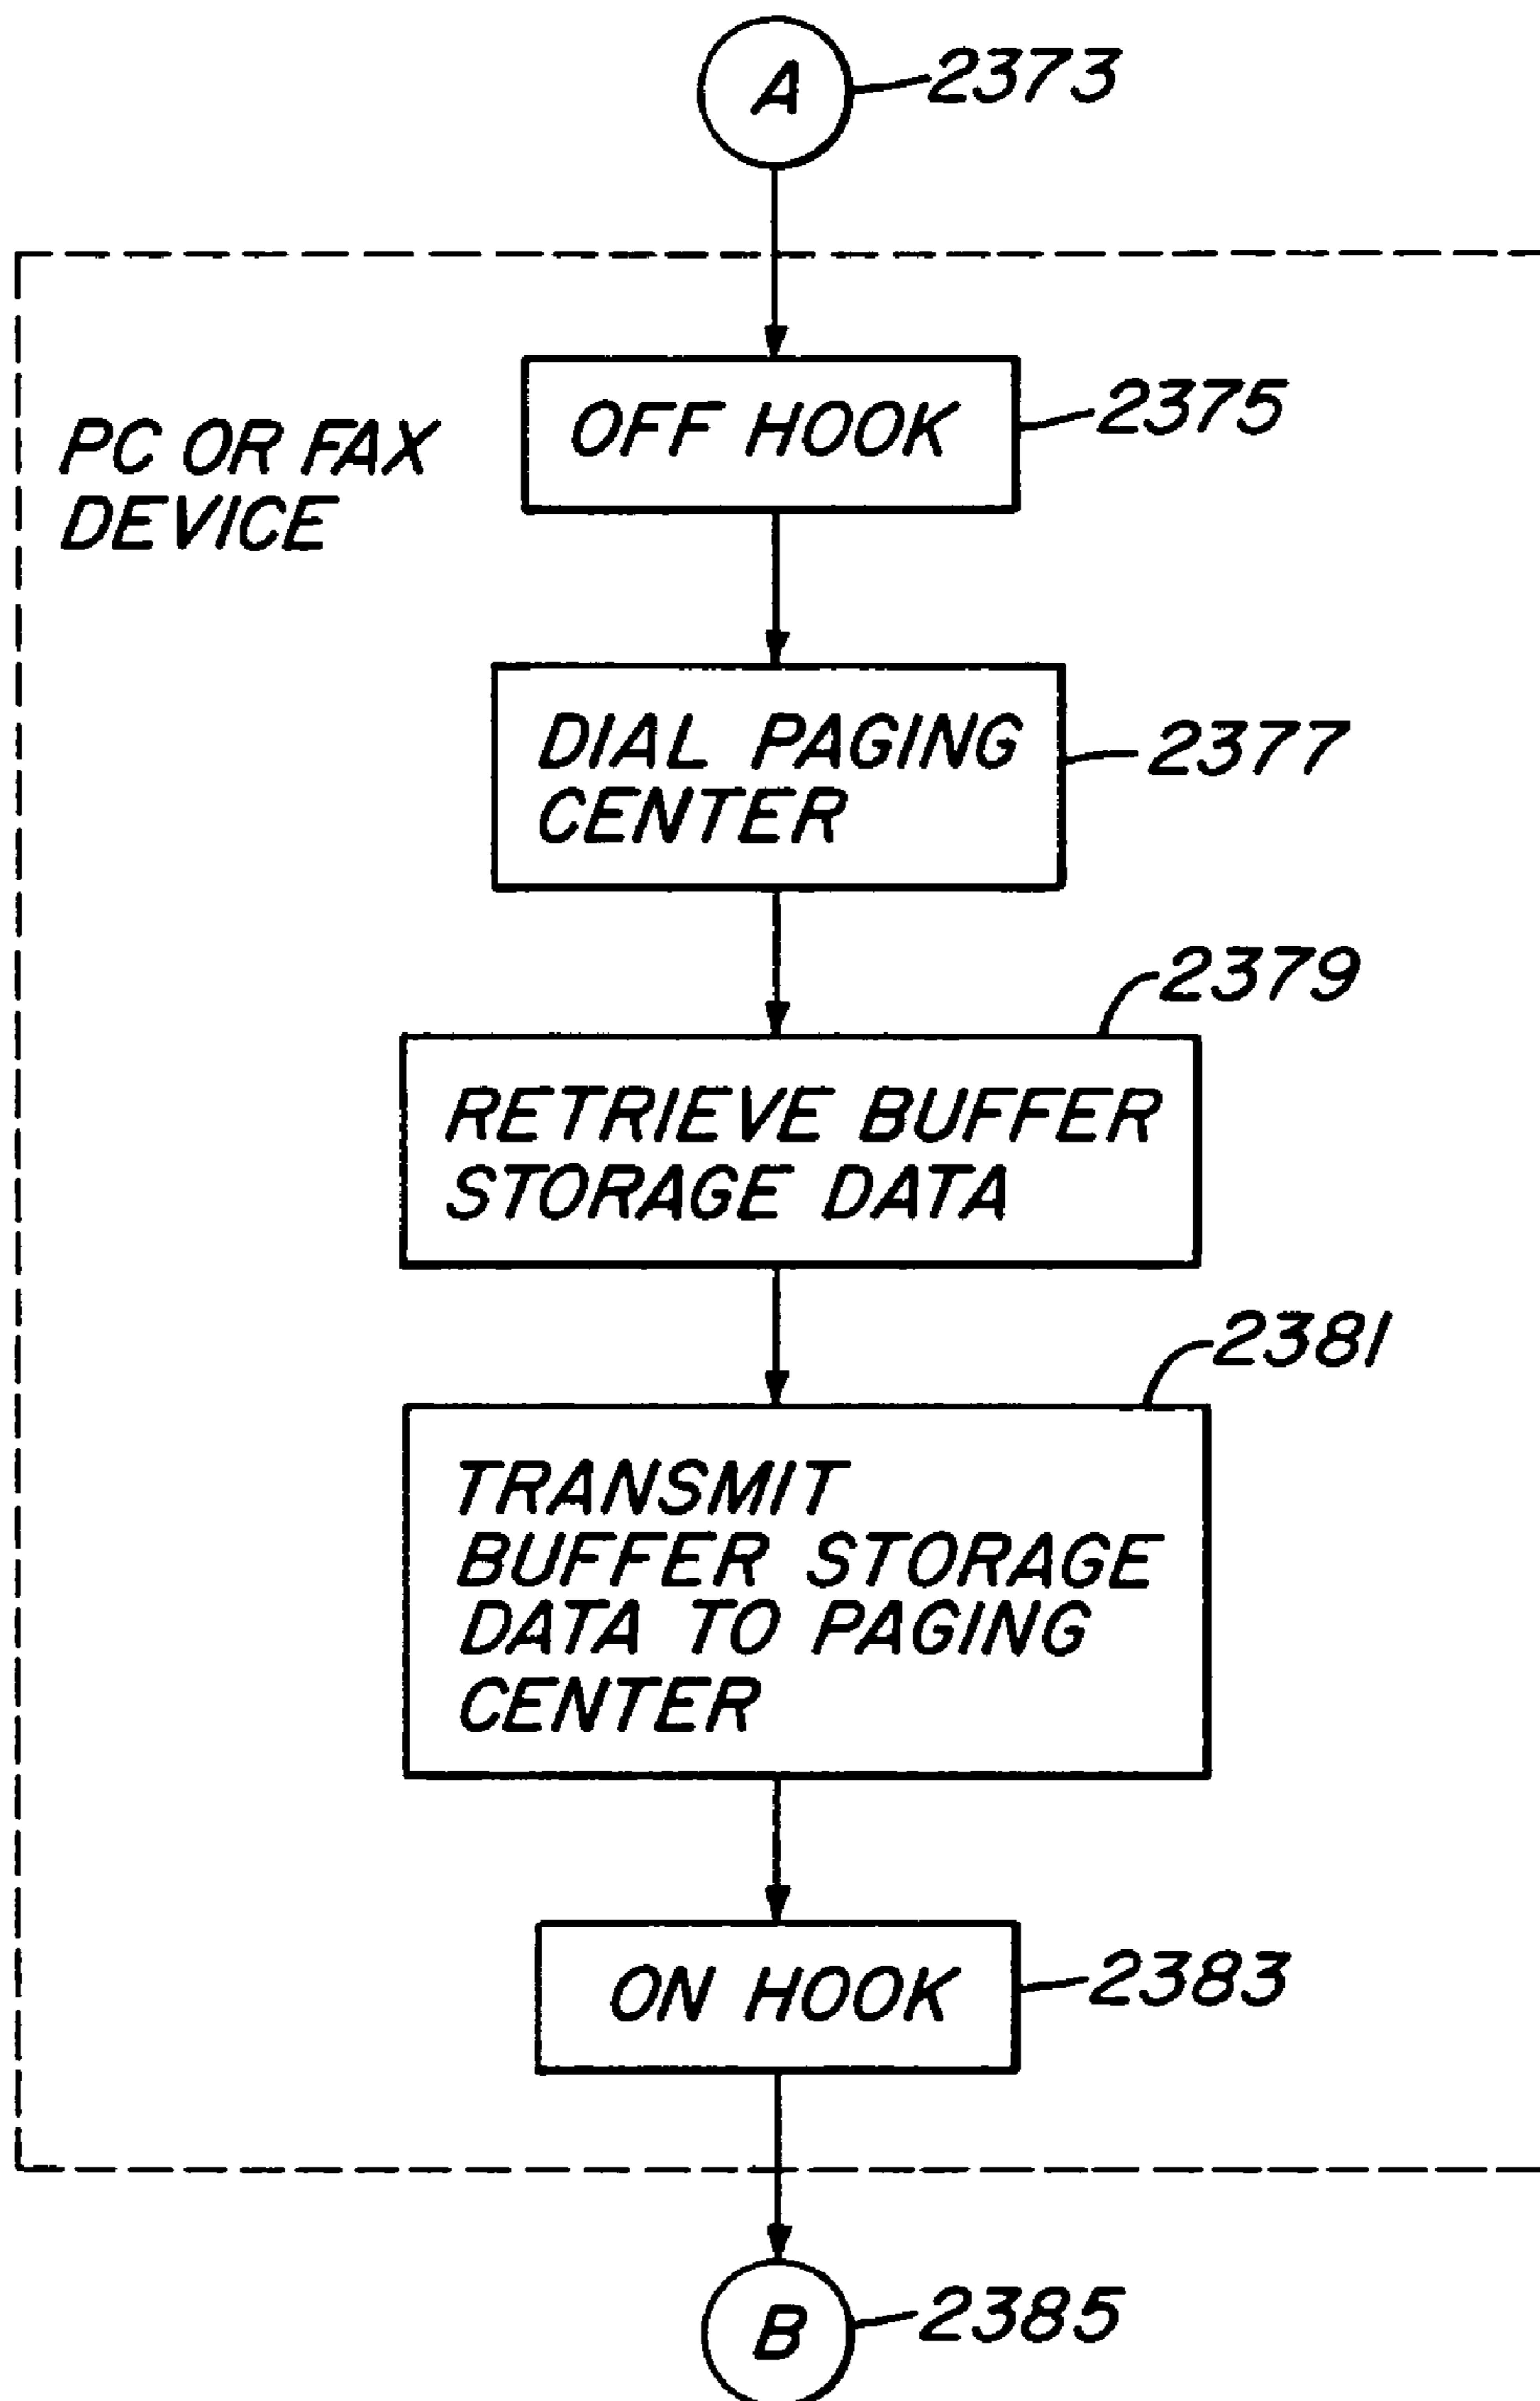 A
2373
OFF HOOK
2375
PC OR FAX
DEVICE
DIAL PAGING
CENTER
2377
2379
RETRIEVE BUFFER
STORAGE DATA
2381
TRANSMIT
BUFFER STORAGE
DATA TO PAGING
CENTER
ON HOOK
2383
B
2385